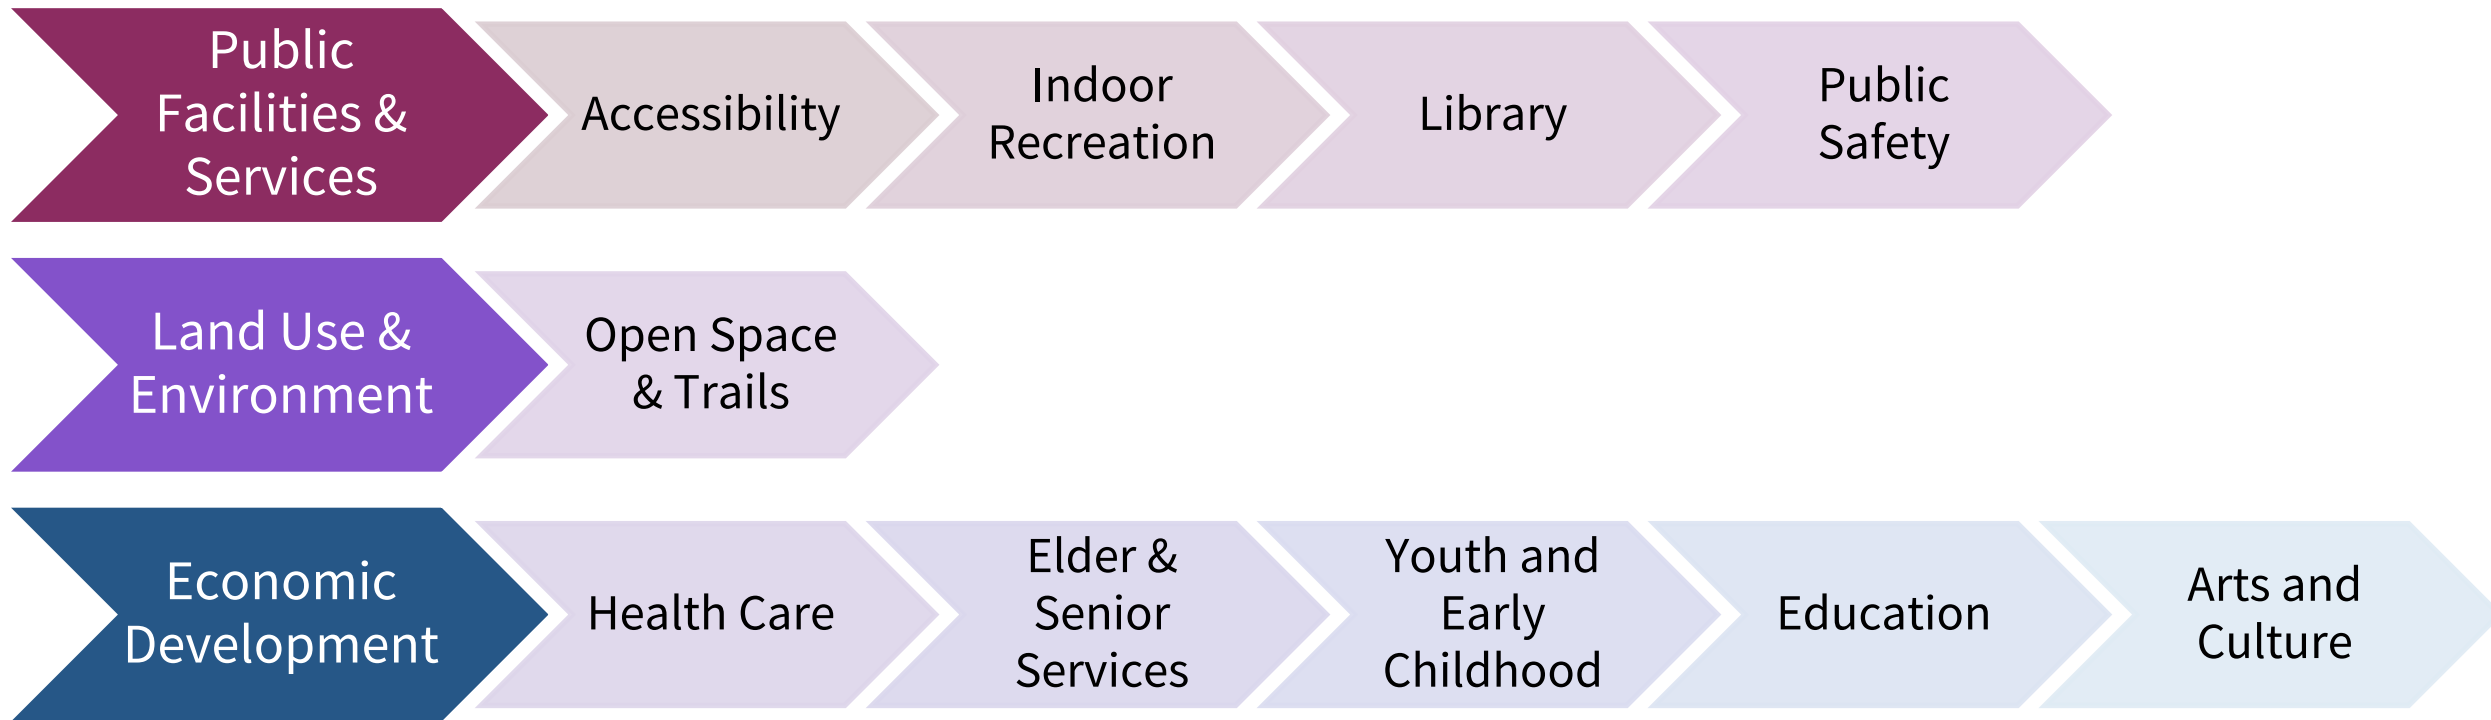 Public
Facilities &
Services
Accessibility
Indoor
Recreation
Library
Public
Safety
Land Use &
Environment
Open Space
& Trails
Economic
Development
Health Care
Elder &
Senior
Services
Youth and
Early
Childhood
Education
Arts and
Culture